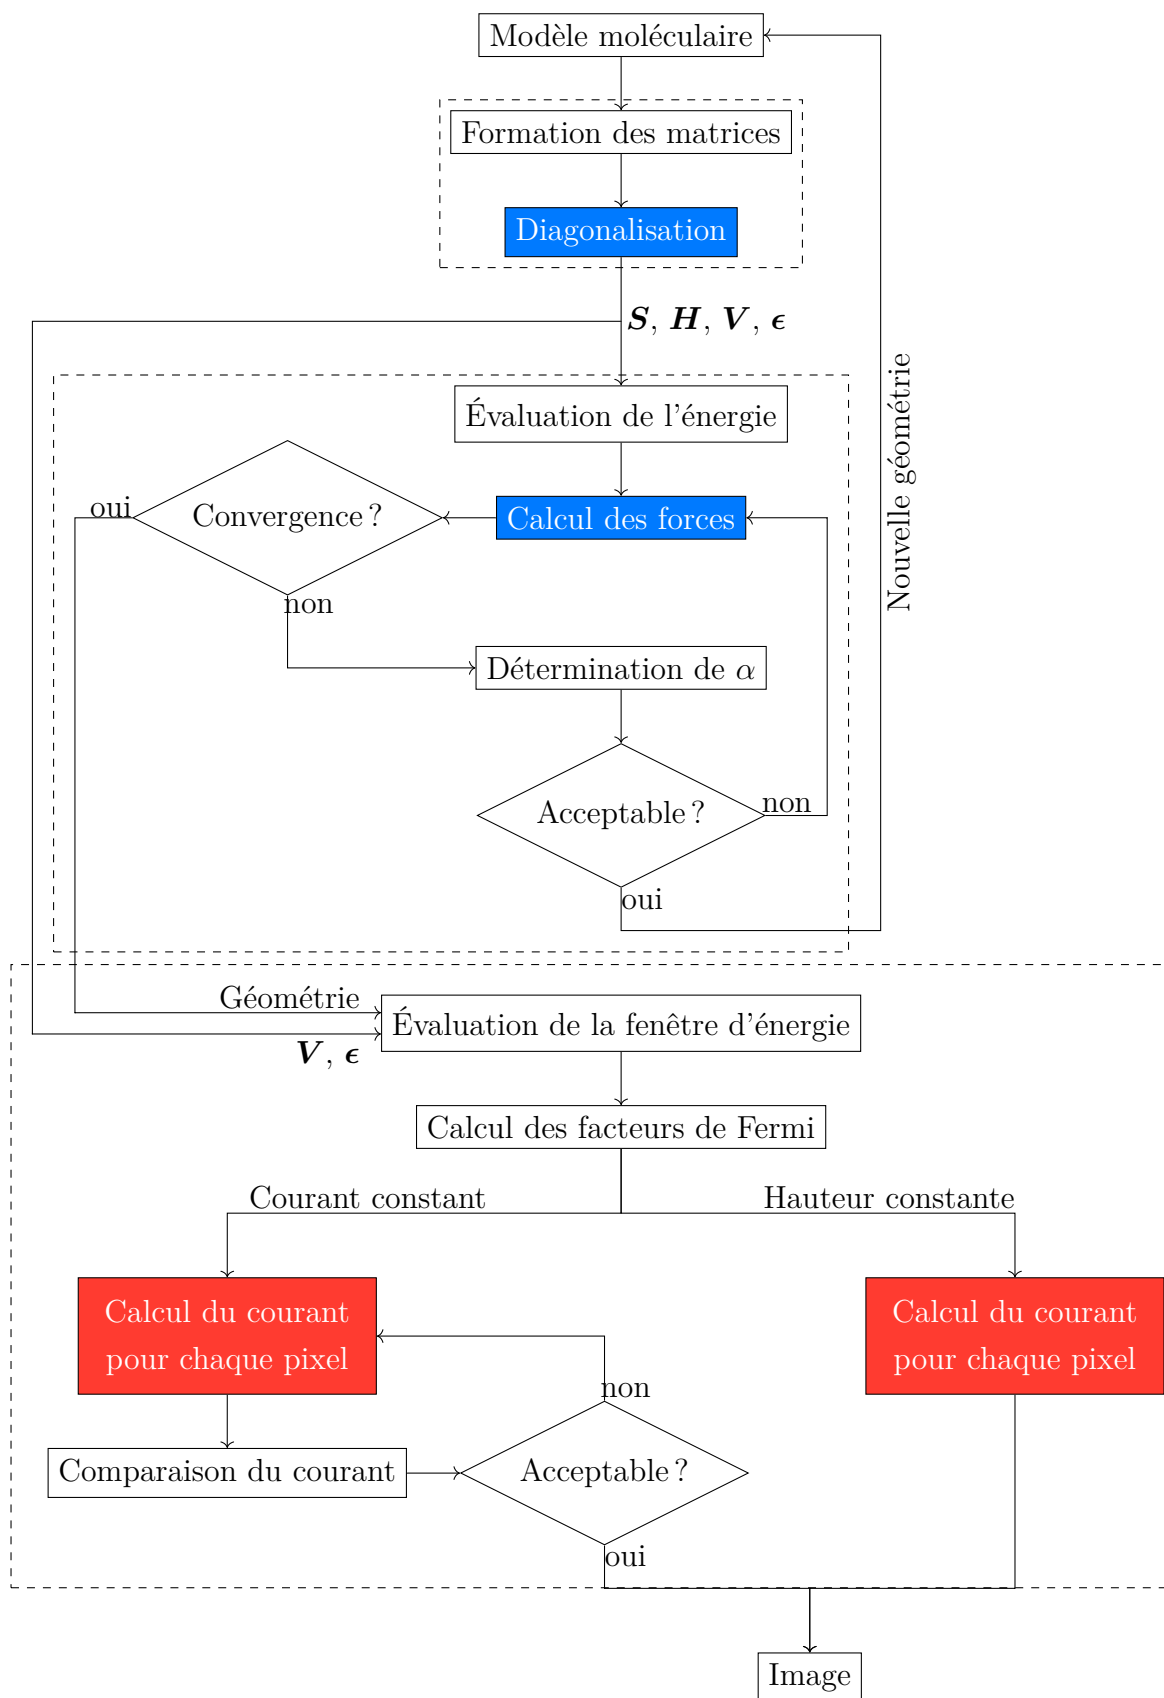 Modèle moléculaire
Formation des matrices
Diagonalisation
S, H, V, ϵ
Nouvelle géométrie
Évaluation de l'énergie
oui
Convergence ?
Calcul des forces
non
Détermination de α
Acceptable ?
non
oui
Géométrie
Évaluation de la fenêtre d'énergie
V, ϵ
Calcul des facteurs de Fermi
Courant constant
Hauteur constante
Calcul du courant
pour chaque pixel
Calcul du courant
pour chaque pixel
non
Comparaison du courant
Acceptable ?
oui
Image